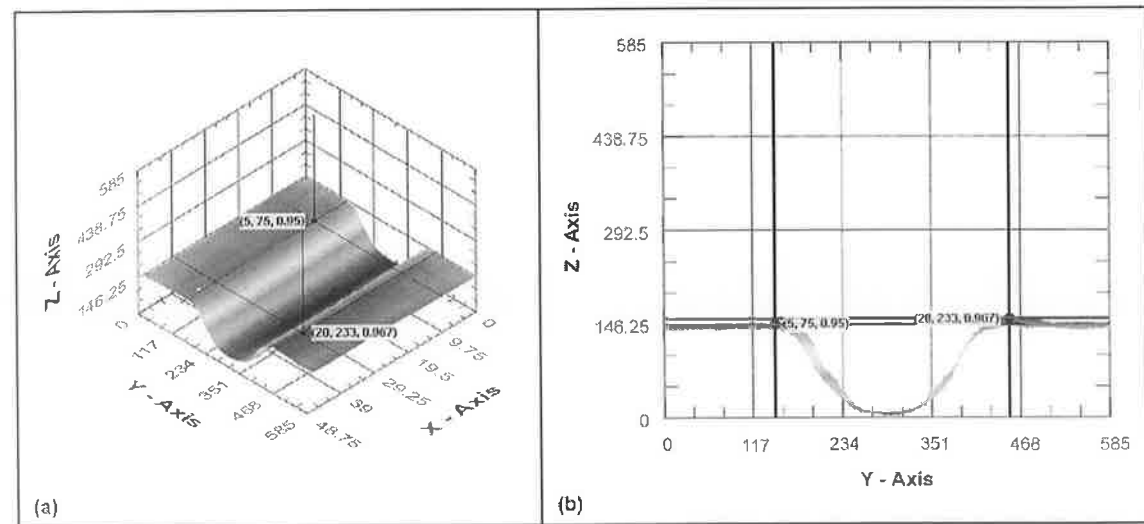 585
438.75
292.5
146.25
0
Z - Axis
(5, 75, 0.95)
(20, 233, 0.967)
0
9.75
19.5
29.25
39
48.75
X - Axis
117
234
351
468
585
Y - Axis
(a)
585
438.75
292.5
146.25
0
Z - Axis
(5, 75, 0.95)
(20, 233, 0.967)
0
117
234
351
468
585
Y - Axis
(b)